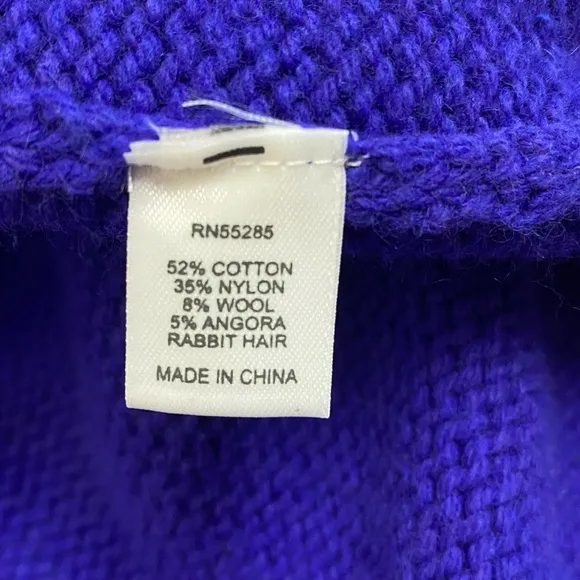 RN55285
52% COTTON
35% NYLON
8% WOOL
5% ANGORA
RABBIT HAIR
MADE IN CHINA